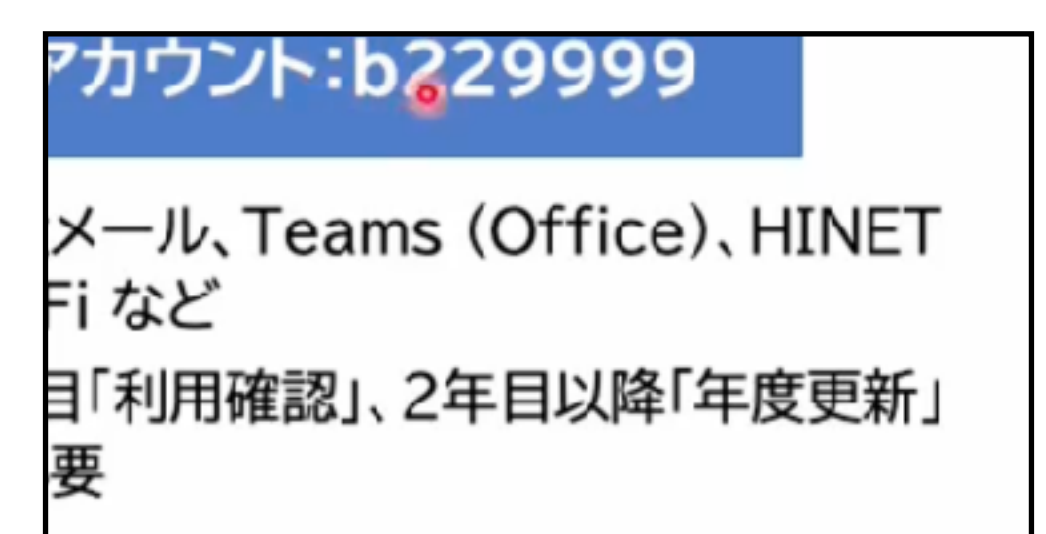 アカウント:b229999
メール、Teams (Office)、HINET
Fi など
目「利用確認」、2年目以降「年度更新」
要